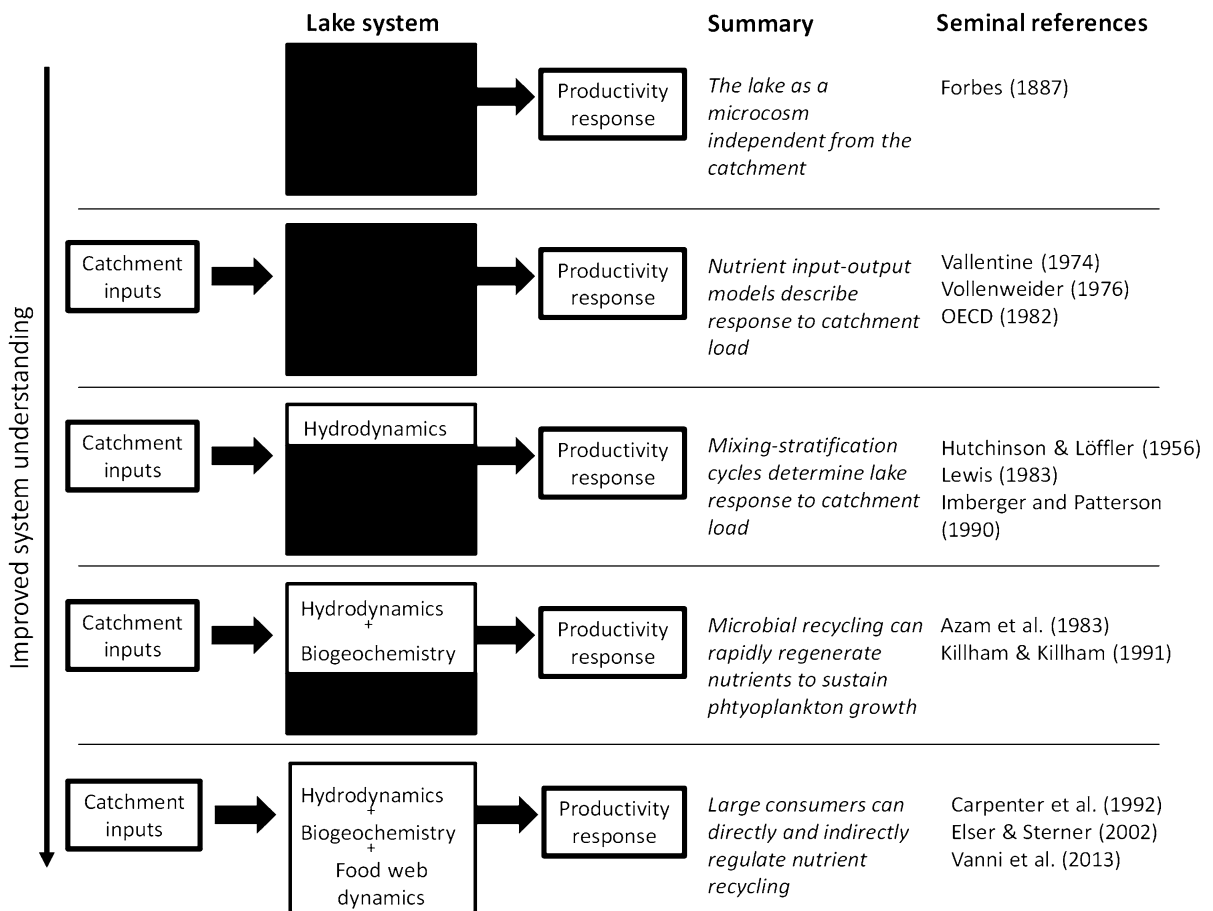 Lake system
Summary
Seminal references
Improved system understanding
Productivity
response
The lake as a
microcosm
independent from the
catchment
Forbes (1887)
Catchment
inputs
Productivity
response
Nutrient input-output
models describe
response to catchment
load
Vallentine (1974)
Vollenweider (1976)
OECD (1982)
Catchment
inputs
Hydrodynamics
Productivity
response
Mixing-stratification
cycles determine lake
response to catchment
load
Hutchinson & Löffler (1956)
Lewis (1983)
Imberger and Patterson
(1990)
Catchment
inputs
Hydrodynamics
+
Biogeochemistry
Productivity
response
Microbial recycling can
rapidly regenerate
nutrients to sustain
phtyoplankton growth
Azam et al. (1983)
Killham & Killham (1991)
Catchment
inputs
Hydrodynamics
+
Biogeochemistry
+
Food web
dynamics
Productivity
response
Large consumers can
directly and indirectly
regulate nutrient
recycling
Carpenter et al. (1992)
Elser & Sterner (2002)
Vanni et al. (2013)